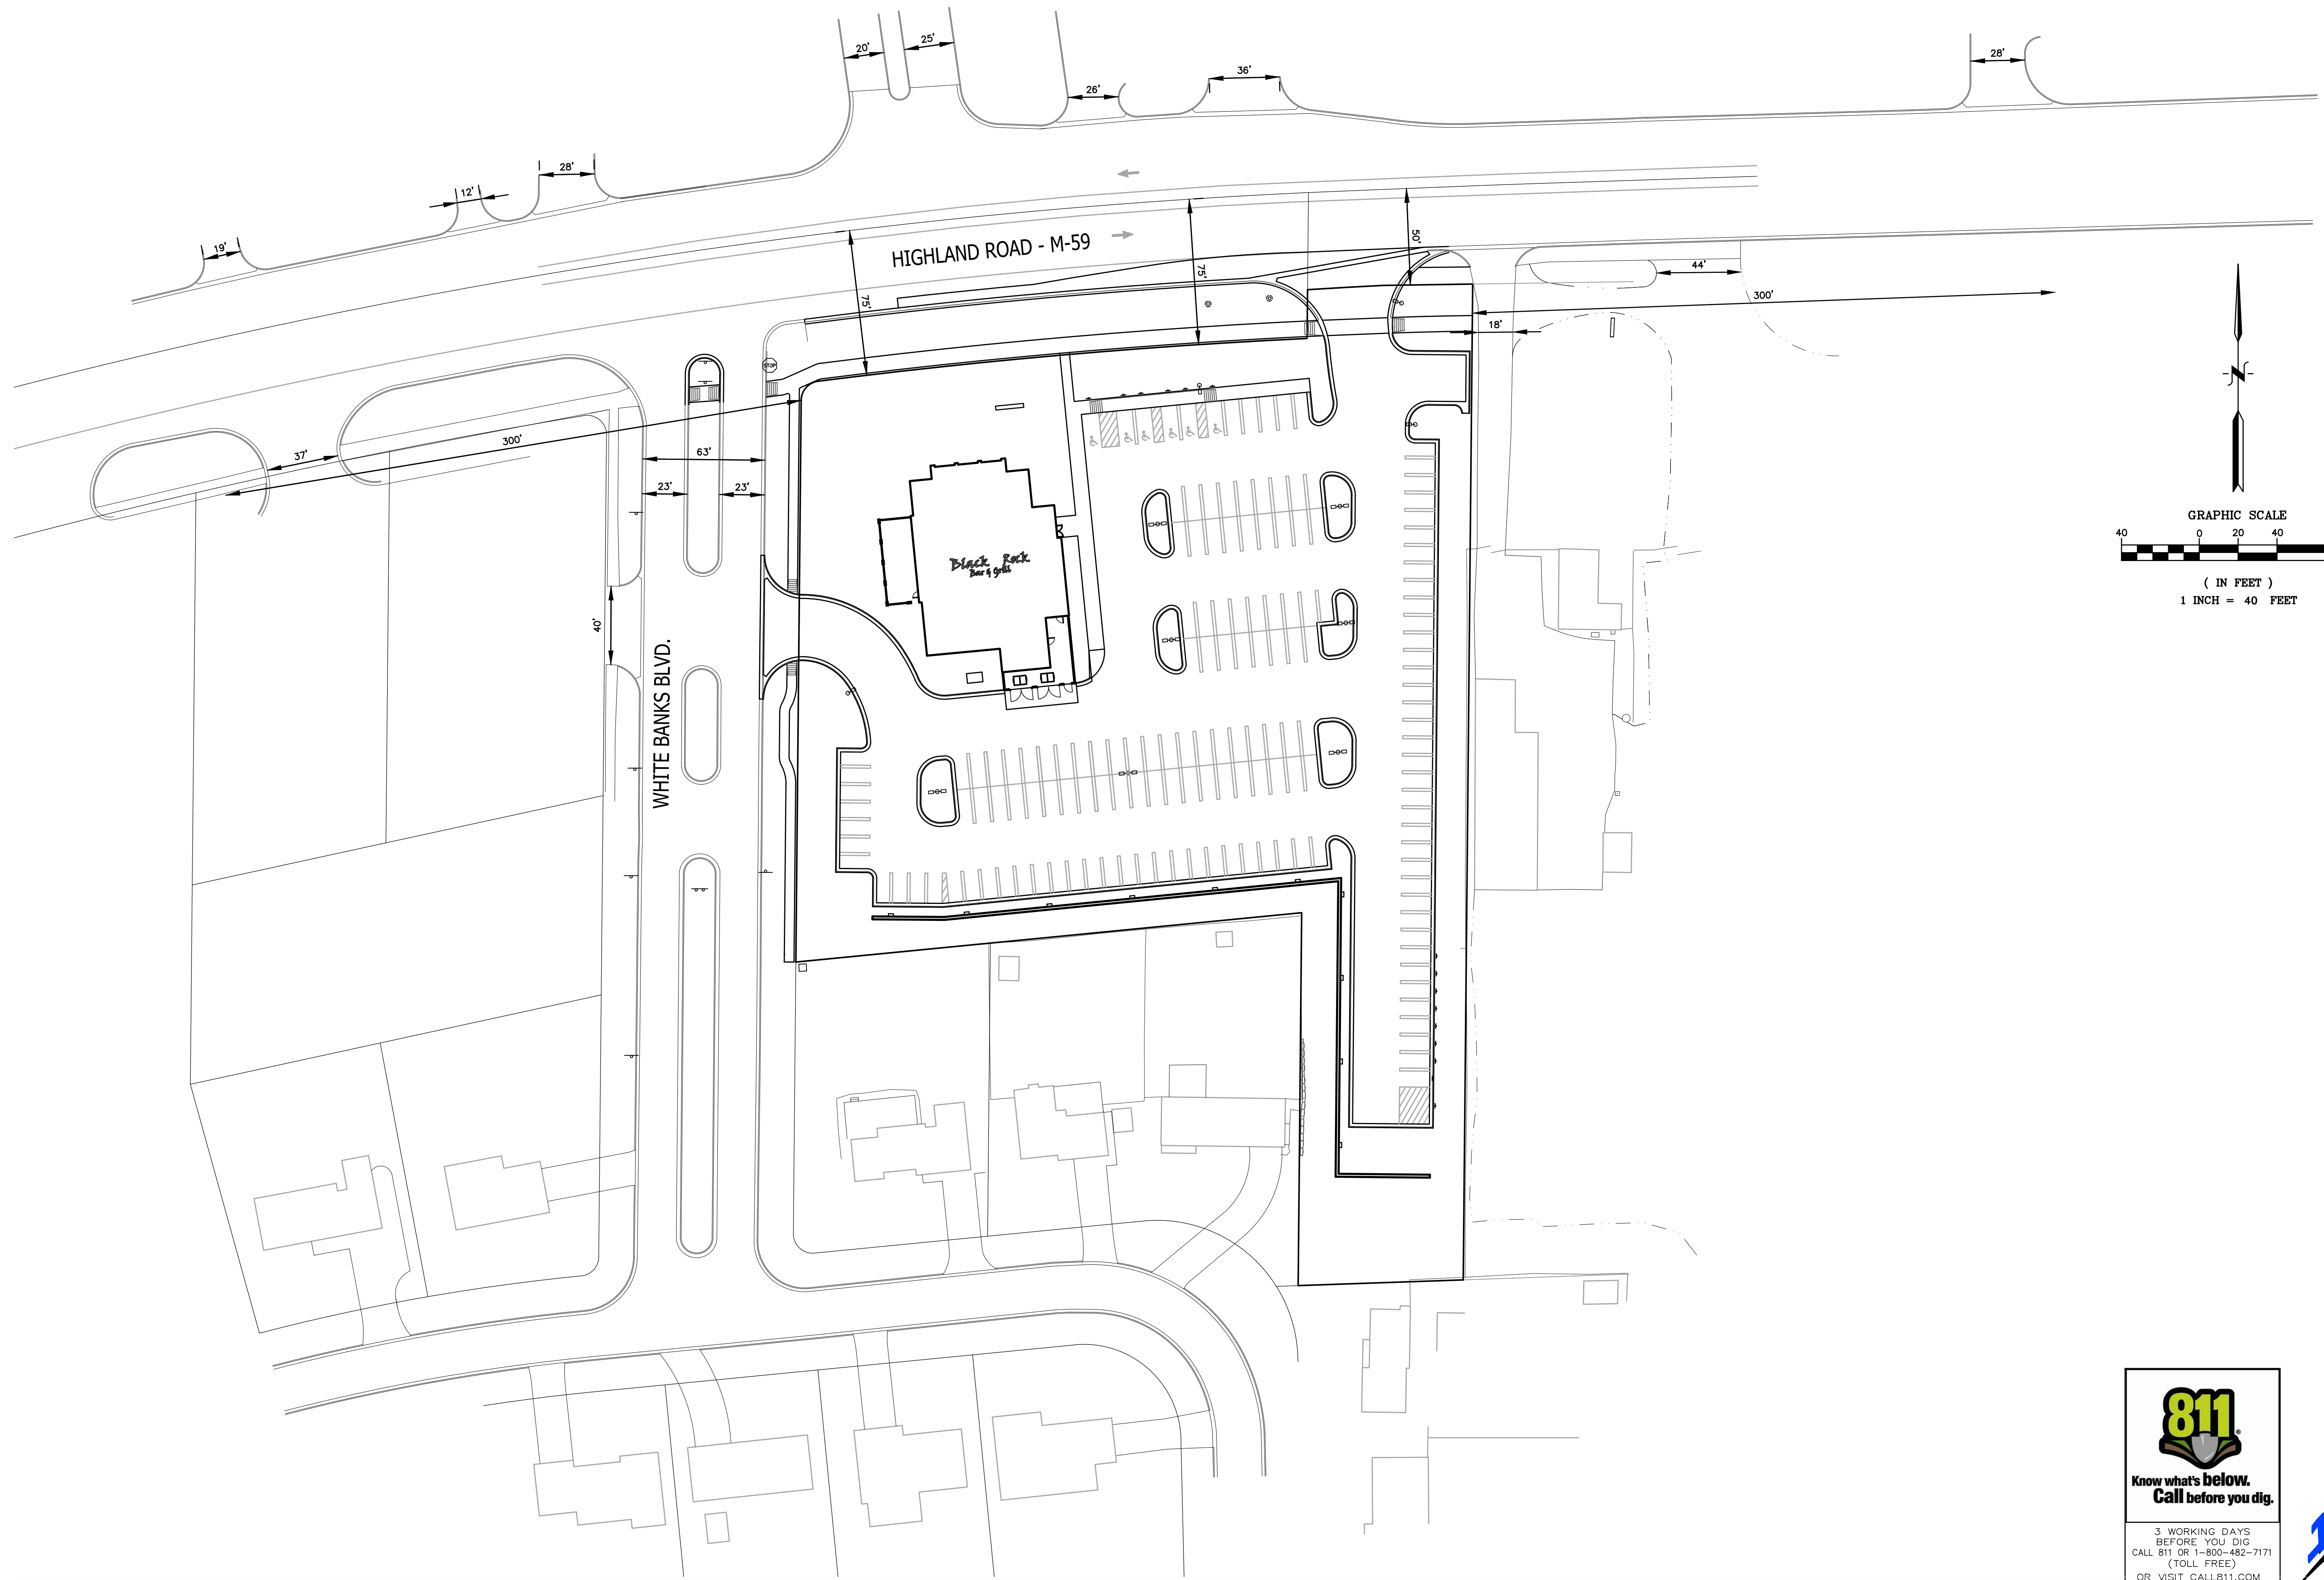 20'
25'
26'
36'
28'
28'
12'
19'
HIGHLAND ROAD - M-59
50'
75'
75'
44'
300'
18'
STOP
37'
300'
63'
23'
23'
40'
WHITE BANKS BLVD.
Black Rock
Bar & Grill
N
GRAPHIC SCALE
40 0 20 40
( IN FEET )
1 INCH = 40 FEET
811
Know what's below.
Call before you dig.
3 WORKING DAYS
BEFORE YOU DIG
CALL 811 OR 1-800-482-7171
(TOLL FREE)
OR VISIT CALL811.COM